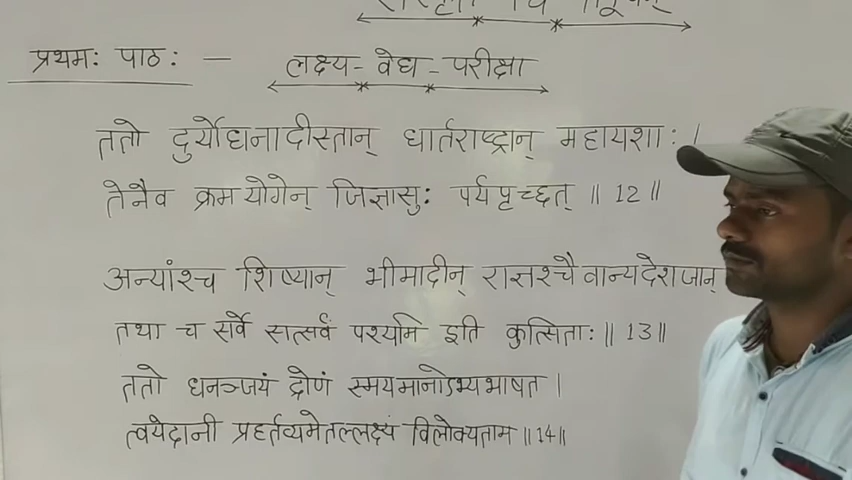 प्रथमः पाठः — लक्ष्य-वेध-परीक्षा
ततो दुर्योधनादीस्तान् धार्तराष्ट्रान् महायशाः।
तेनैव क्रमयोगेन् जिज्ञासुः पर्यपृच्छत् ॥ 12 ॥
अन्यांश्च शिष्यान् भीमादीन् राज्ञश्चैवान्यदेशजान्
तथा च सर्वे सत्सर्वं पश्यमि इति कुत्सिताः॥ 13॥
ततो धनञ्जयं द्रोणं स्मयमानोऽभ्यभाषत।
त्वयेदानी प्रहर्तव्यमेतल्लक्ष्यं विलोक्यताम ॥14॥